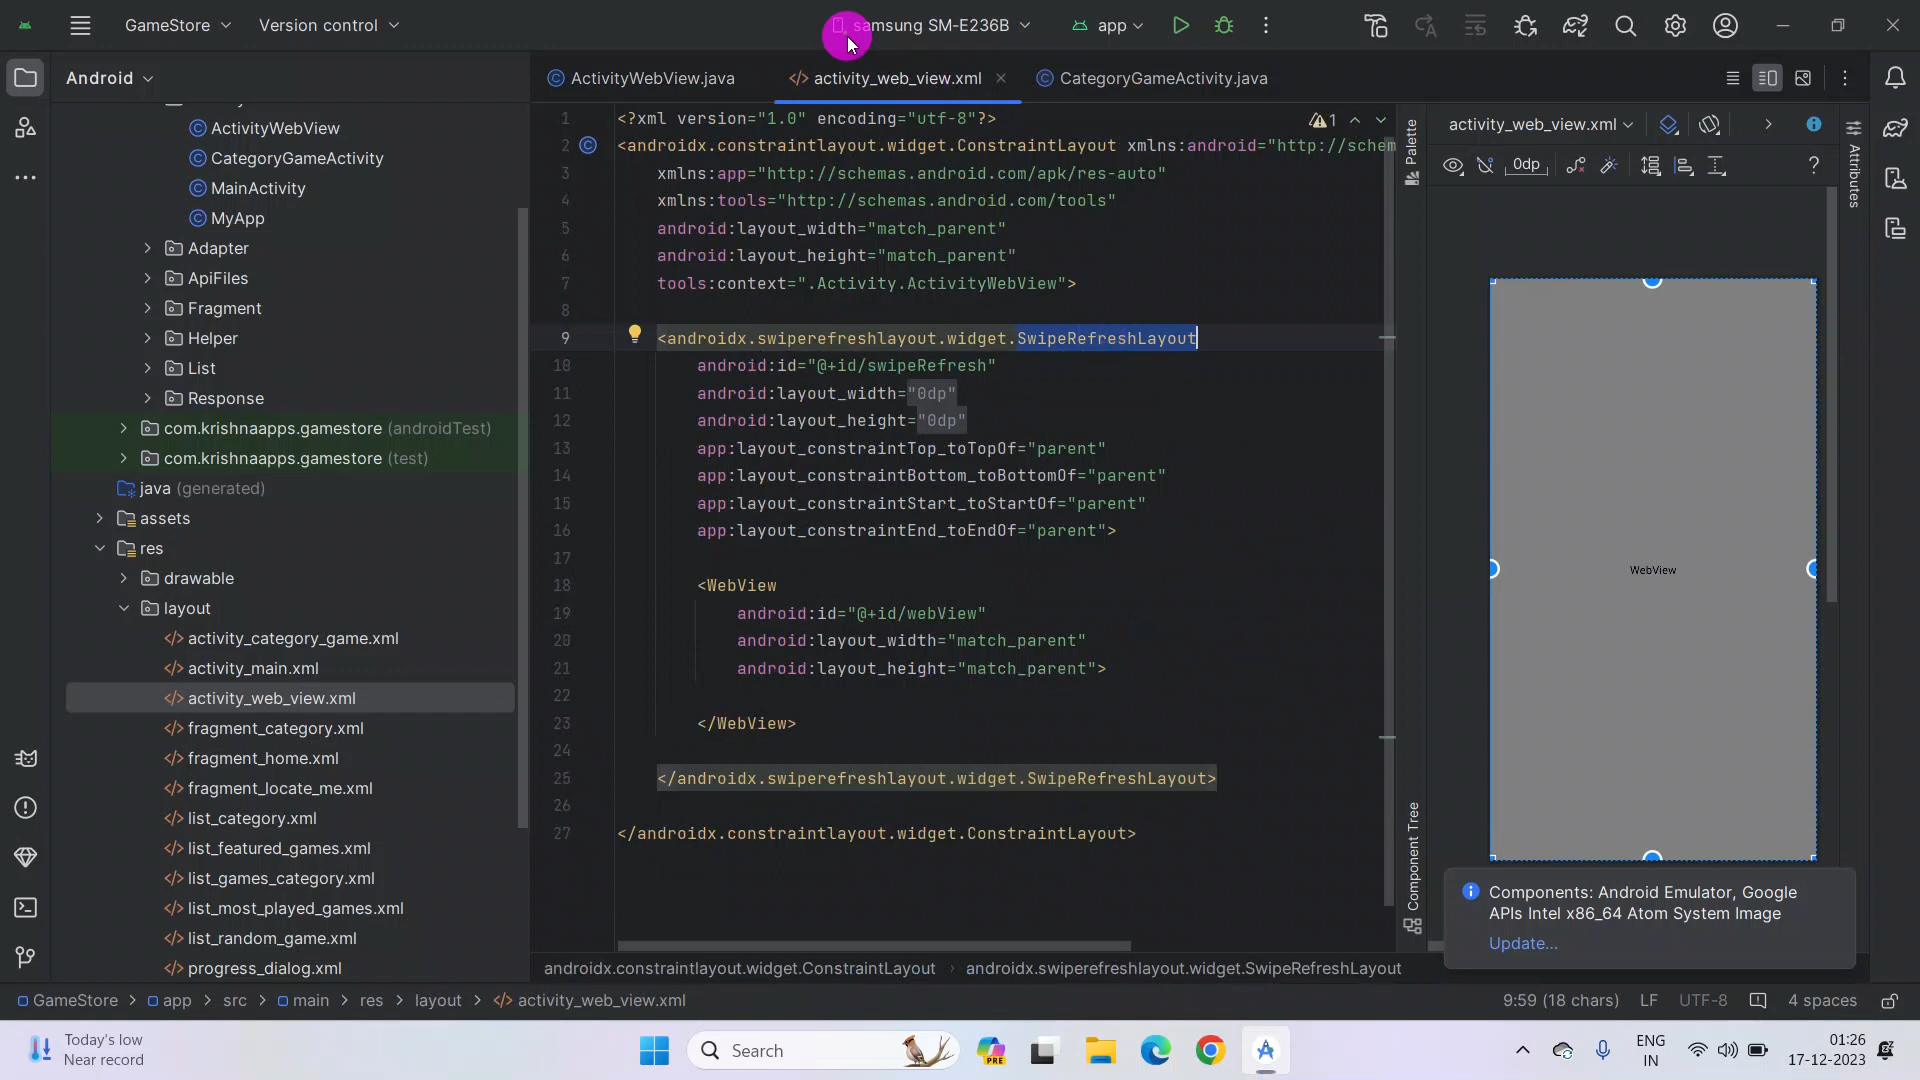 GameStore
Version control
samsung SM-E236B
app
Android
ActivityWebView.java
activity_web_view.xml
CategoryGameActivity.java
ActivityWebView
CategoryGameActivity
MainActivity
MyApp
Adapter
ApiFiles
Fragment
Helper
List
Response
com.krishnaapps.gamestore (androidTest)
com.krishnaapps.gamestore (test)
java (generated)
assets
res
drawable
layout
activity_category_game.xml
activity_main.xml
activity_web_view.xml
fragment_category.xml
fragment_home.xml
fragment_locate_me.xml
list_category.xml
list_featured_games.xml
list_games_category.xml
list_most_played_games.xml
list_random_game.xml
progress_dialog.xml
1 <?xml version="1.0" encoding="utf-8"?>
2 <androidx.constraintlayout.widget.ConstraintLayout xmlns:android="http://schem
3 xmlns:app="http://schemas.android.com/apk/res-auto"
4 xmlns:tools="http://schemas.android.com/tools"
5 android:layout_width="match_parent"
6 android:layout_height="match_parent"
7 tools:context=".Activity.ActivityWebView">
8
9 <androidx.swiperefreshlayout.widget.SwipeRefreshLayout
10 android:id="@+id/swipeRefresh"
11 android:layout_width="0dp"
12 android:layout_height="0dp"
13 app:layout_constraintTop_toTopOf="parent"
14 app:layout_constraintBottom_toBottomOf="parent"
15 app:layout_constraintStart_toStartOf="parent"
16 app:layout_constraintEnd_toEndOf="parent">
17
18 <WebView
19 android:id="@+id/webView"
20 android:layout_width="match_parent"
21 android:layout_height="match_parent">
22
23 </WebView>
24
25 </androidx.swiperefreshlayout.widget.SwipeRefreshLayout>
26
27 </androidx.constraintlayout.widget.ConstraintLayout>
1
Palette
Component Tree
activity_web_view.xml
0dp
?
Attributes
WebView
Components: Android Emulator, Google
APIs Intel x86_64 Atom System Image
Update...
androidx.constraintlayout.widget.ConstraintLayout > androidx.swiperefreshlayout.widget.SwipeRefreshLayout
GameStore > app > src > main > res > layout > activity_web_view.xml
9:59 (18 chars) LF UTF-8 4 spaces
Today's low
Near record
Search
PRE
ENG
IN
01:26
17-12-2023